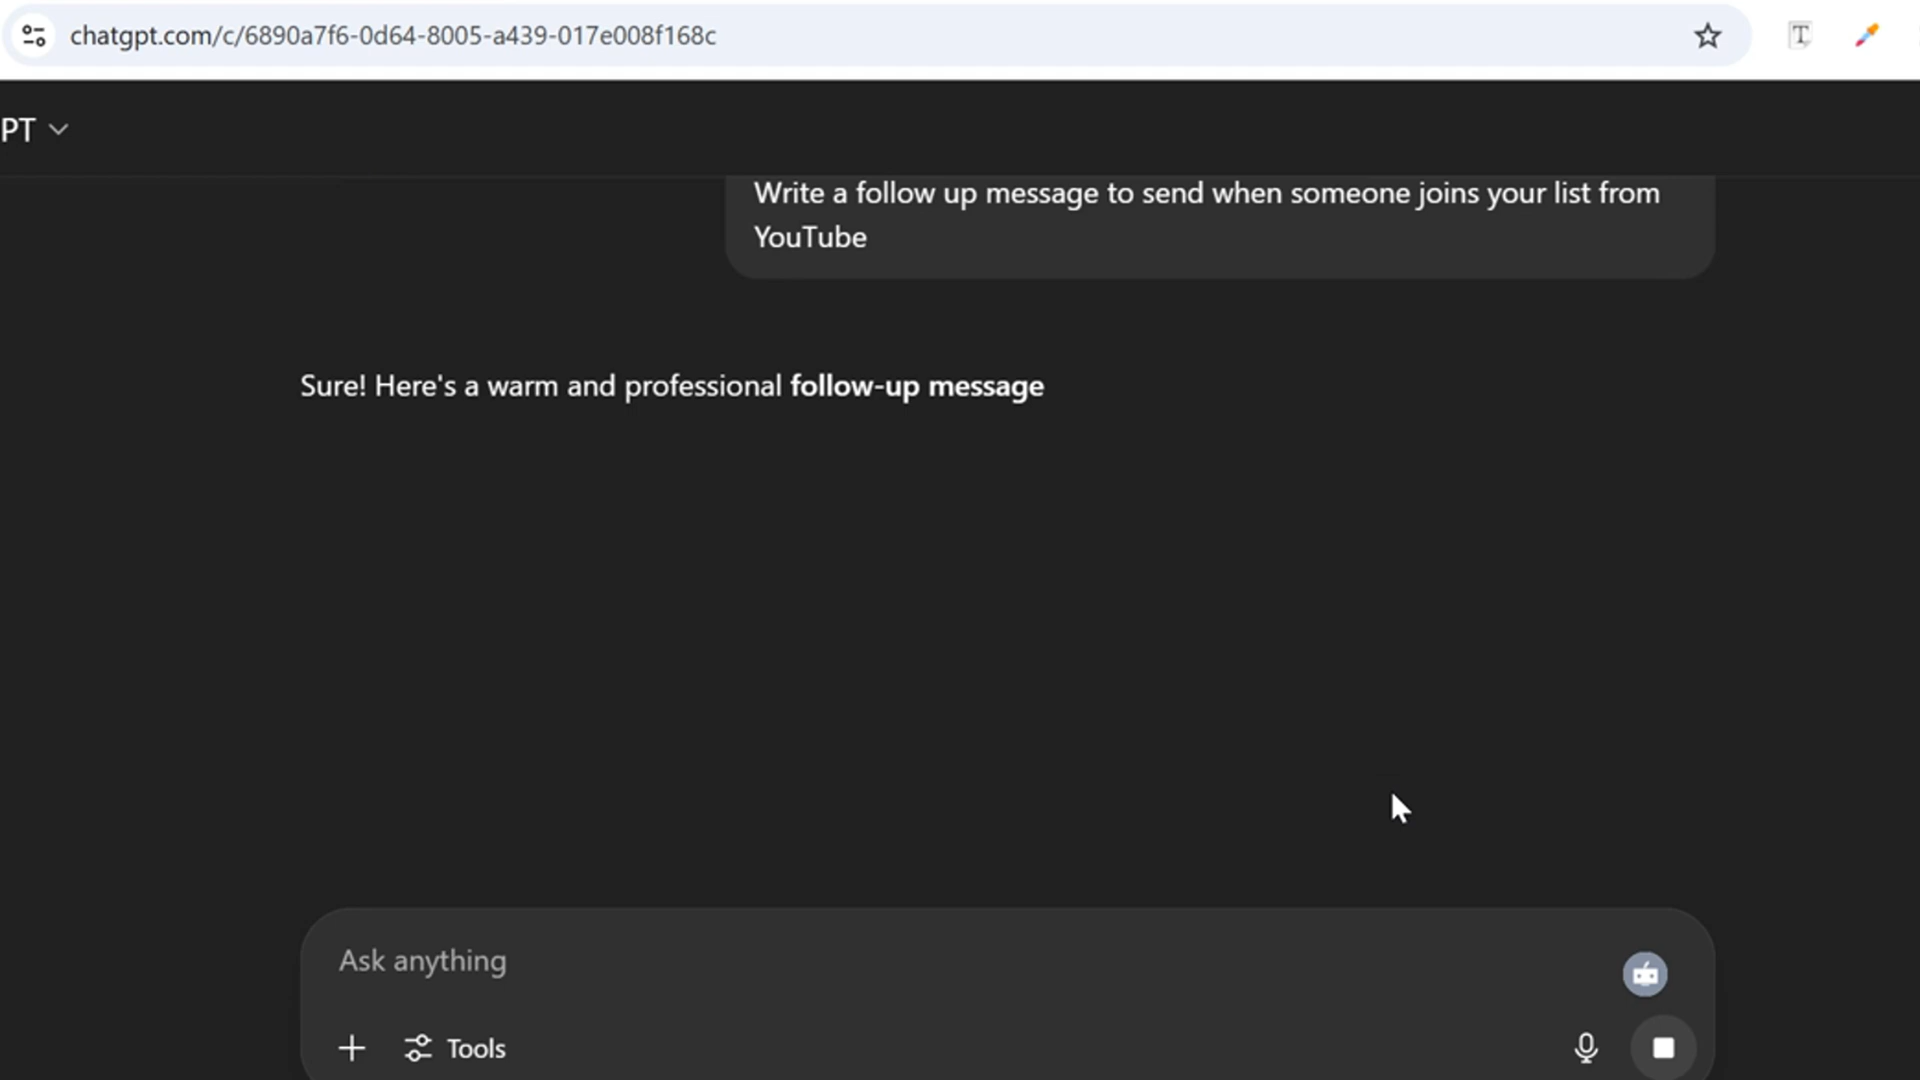 chatgpt.com/c/6890a7f6-0d64-8005-a439-017e008f168c
T
PT
Write a follow up message to send when someone joins your list from
YouTube
Sure! Here's a warm and professional follow-up message
Ask anything
Tools